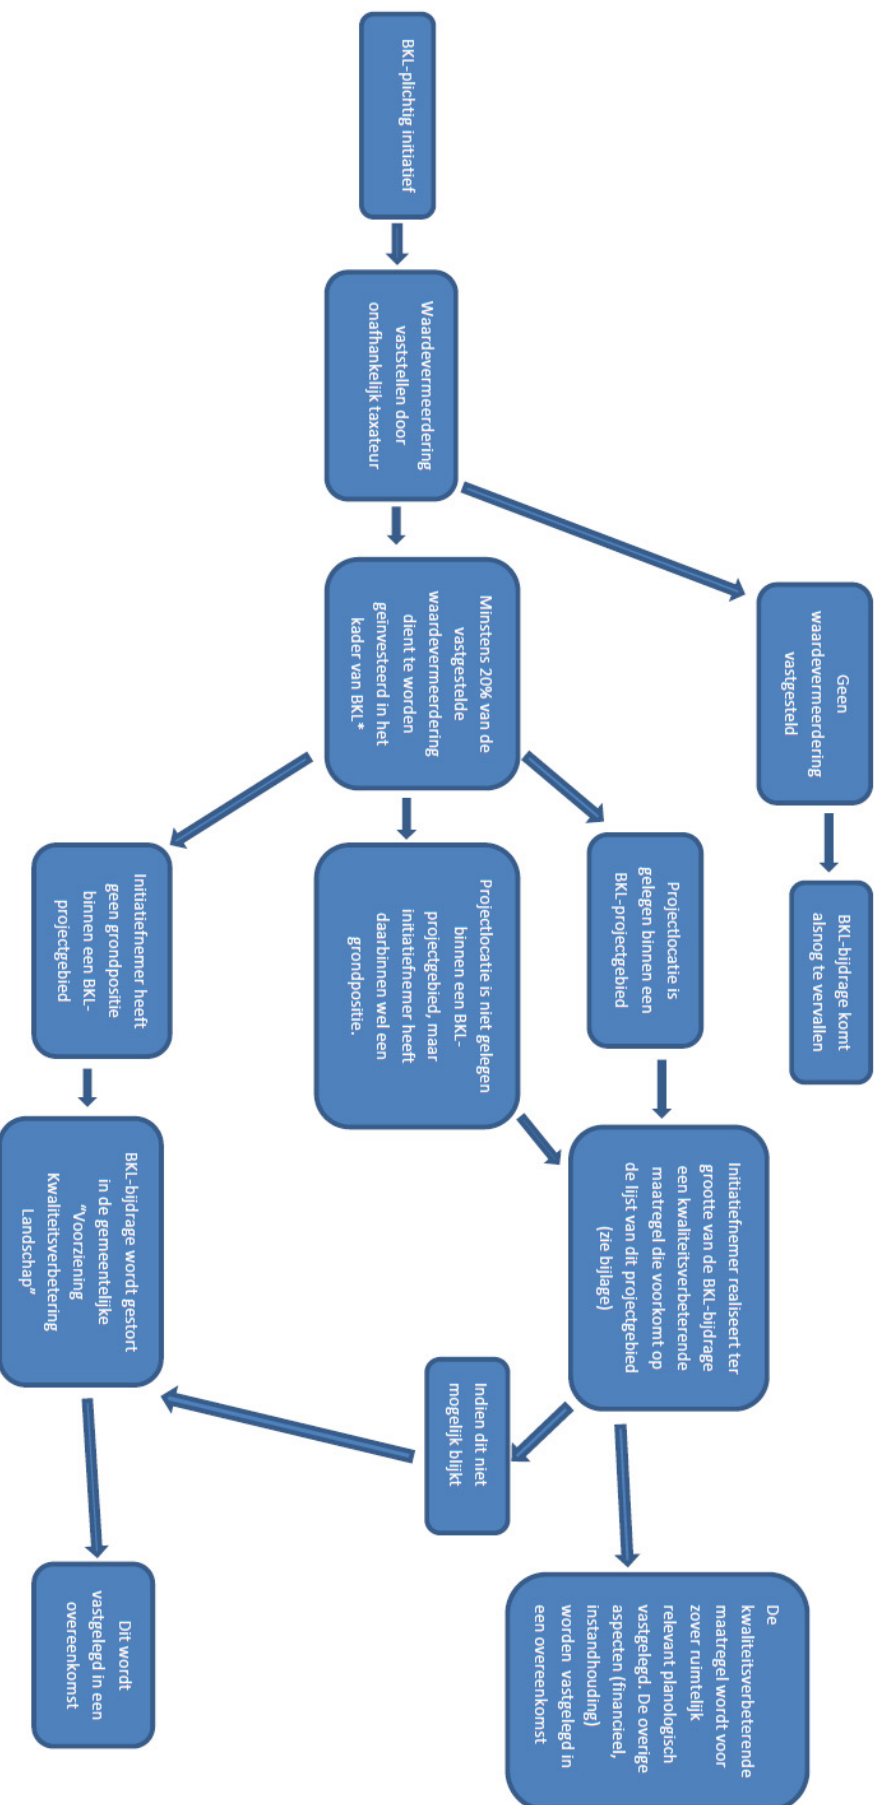 BKL-plichtig initiatief
Waardevermeerdering
vaststellen door
onafhankelijk taxateur
Geen
waardevermeerdering
vastgesteld
BKL-bijdrage komt
alsnog te vervallen
Minstens 20% van de
vastgestelde
waardevermeerdering
dient te worden
geïnvesteerd in het
kader van BKL*
Projectlocatie is
gelegen binnen een
BKL-projectgebied
Projectlocatie is niet gelegen
binnen een BKL-
projectgebied, maar
initiatiefnemer heeft
daarbinnen wel een
grondpositie.
Initiatiefnemer heeft
geen grondpositie
binnen een BKL-
projectgebied
Initiatiefnemer realiseert ter
grootte van de BKL-bijdrage
een kwaliteitsverbeterende
maatregel die voorkomt op
de lijst van dit projectgebied
(zie bijlage)
Indien dit niet
mogelijk blijkt
BKL-bijdrage wordt gestort
in de gemeentelijke
"Voorziening
Kwaliteitsverbetering
Landschap"
De
kwaliteitsverbeterende
maatregel wordt voor
zover ruimtelijk
relevant planologisch
vastgelegd. De overige
aspecten (financieel,
instandhouding)
worden vastgelegd in
een overeenkomst
Dit wordt
vastgelegd in een
overeenkomst